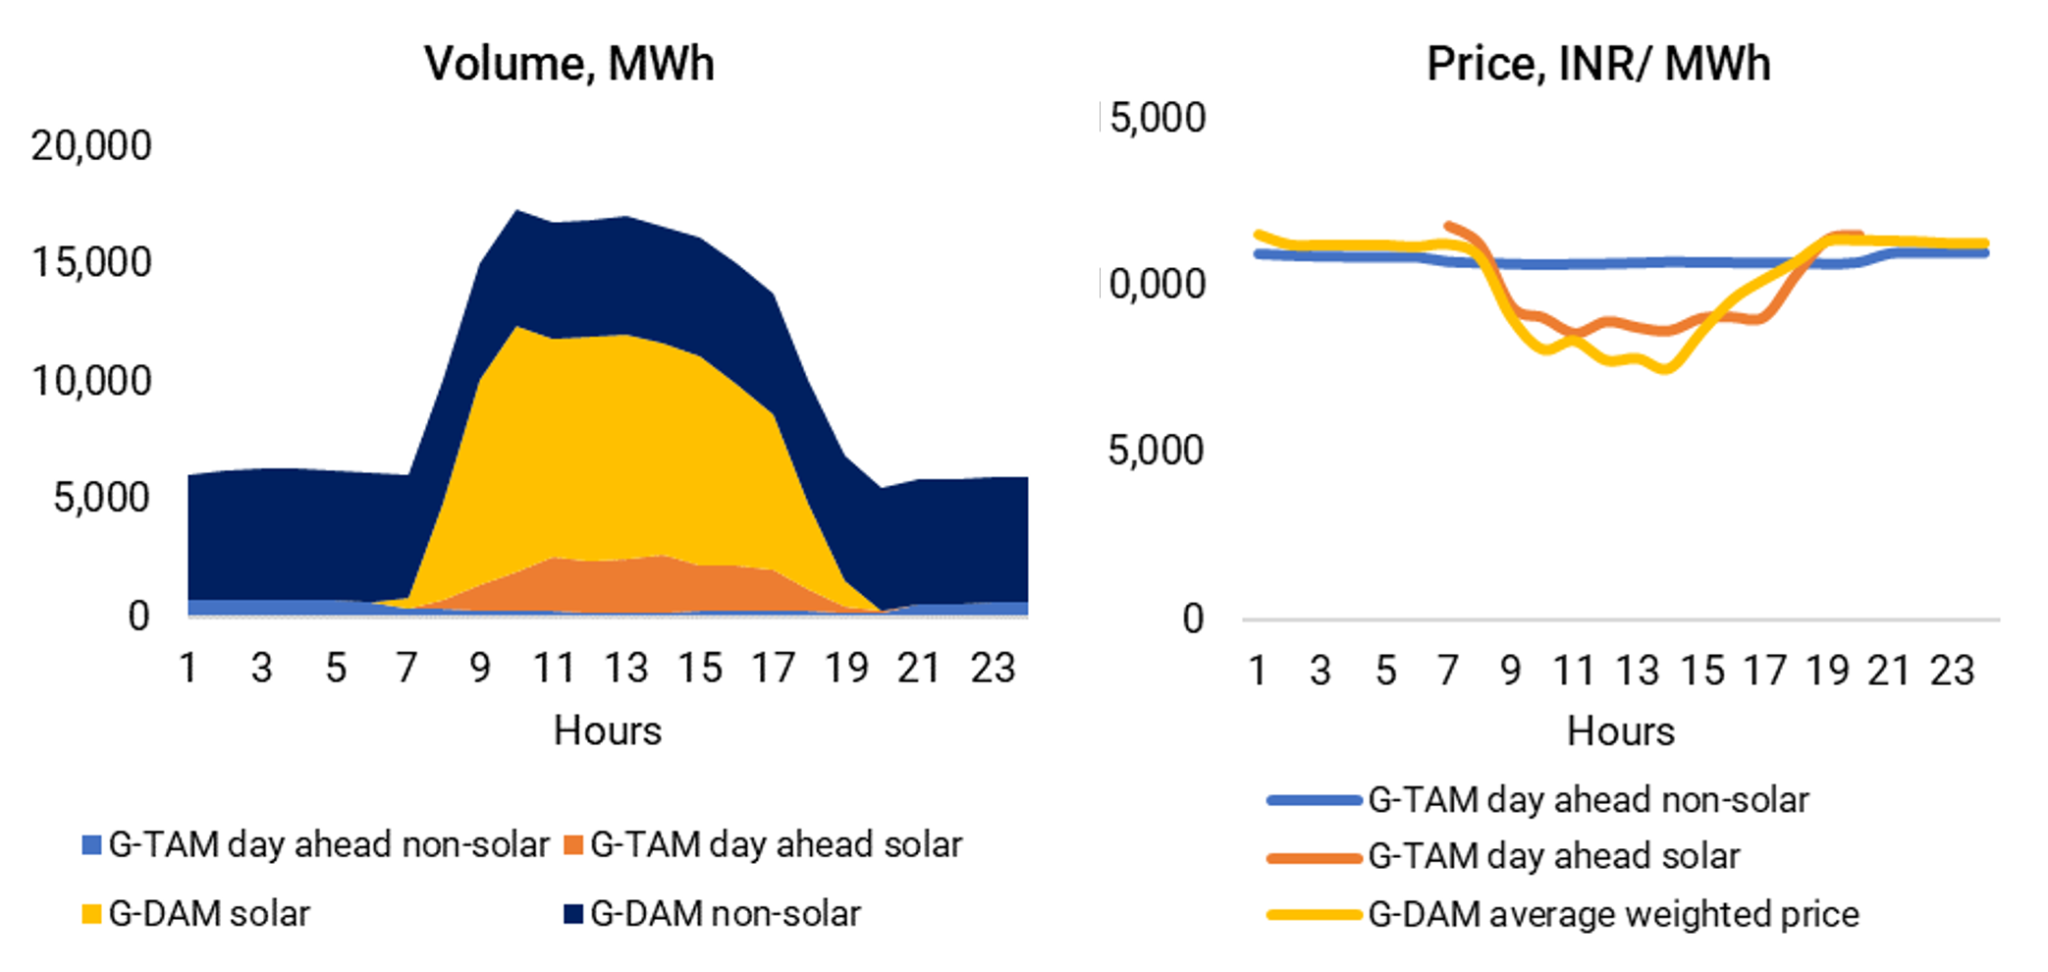 Volume, MWh
20,000
15,000
10,000
5,000
0
1 3 5 7 9 11 13 15 17 19 21 23
Hours
G-TAM day ahead non-solar G-TAM day ahead solar
G-DAM solar G-DAM non-solar
Price, INR/ MWh
5,000
0,000
5,000
0
1 3 5 7 9 11 13 15 17 19 21 23
Hours
G-TAM day ahead non-solar
G-TAM day ahead solar
G-DAM average weighted price